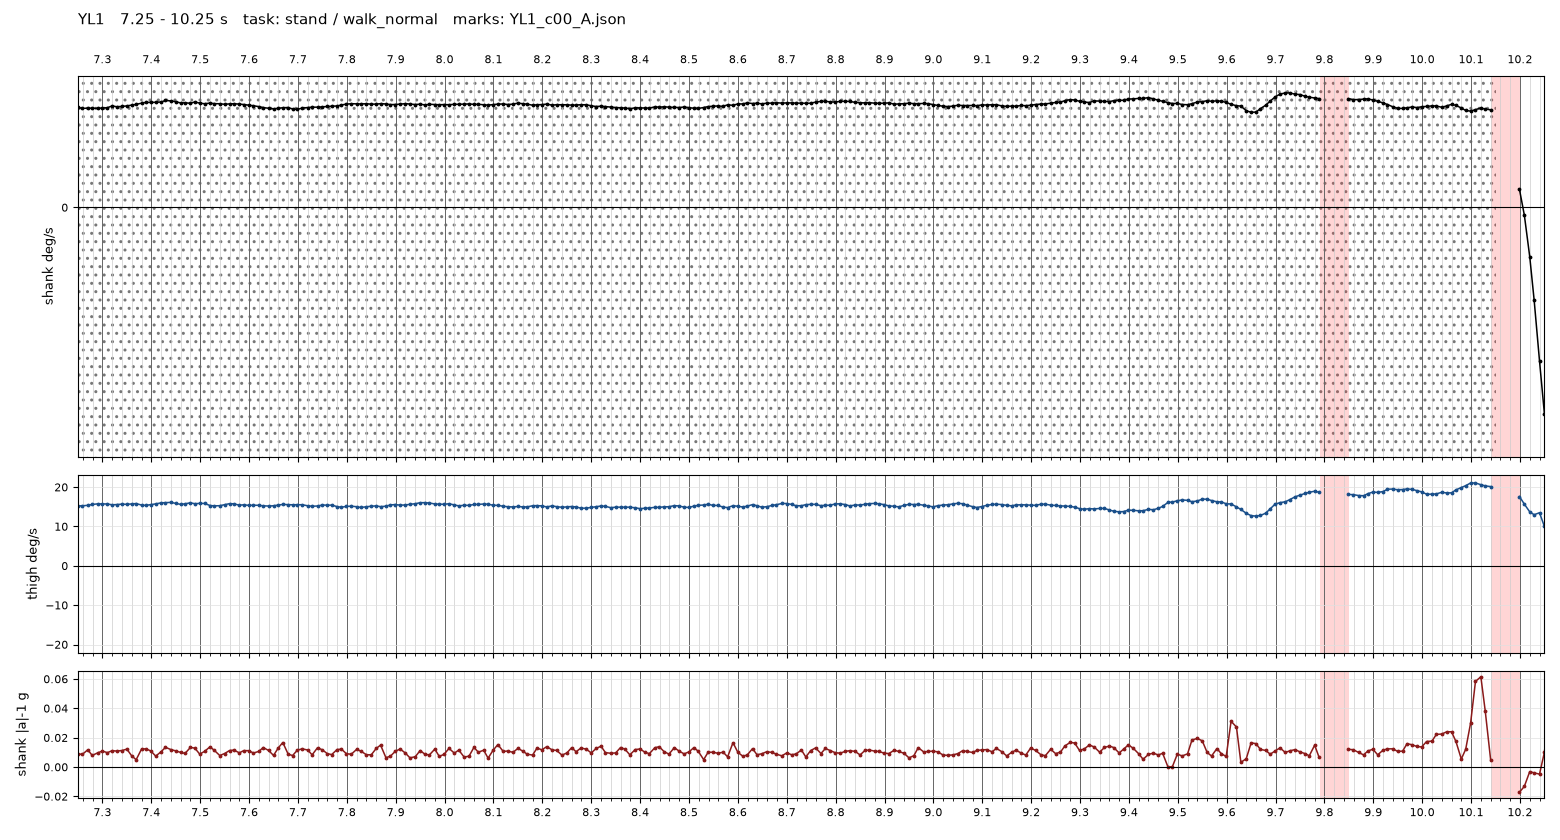 YL1   7.25 - 10.25 s   task: stand / walk_normal   marks: YL1_c00_A.json
7.3 7.4 7.5 7.6 7.7 7.8 7.9 8.0 8.1 8.2 8.3 8.4 8.5 8.6 8.7 8.8 8.9 9.0 9.1 9.2 9.3 9.4 9.5 9.6 9.7 9.8 9.9 10.0 10.1 10.2
0
shank deg/s
20
10
0
−10
−20
thigh deg/s
0.06
0.04
0.02
0.00
−0.02
shank |a|-1 g
7.3 7.4 7.5 7.6 7.7 7.8 7.9 8.0 8.1 8.2 8.3 8.4 8.5 8.6 8.7 8.8 8.9 9.0 9.1 9.2 9.3 9.4 9.5 9.6 9.7 9.8 9.9 10.0 10.1 10.2